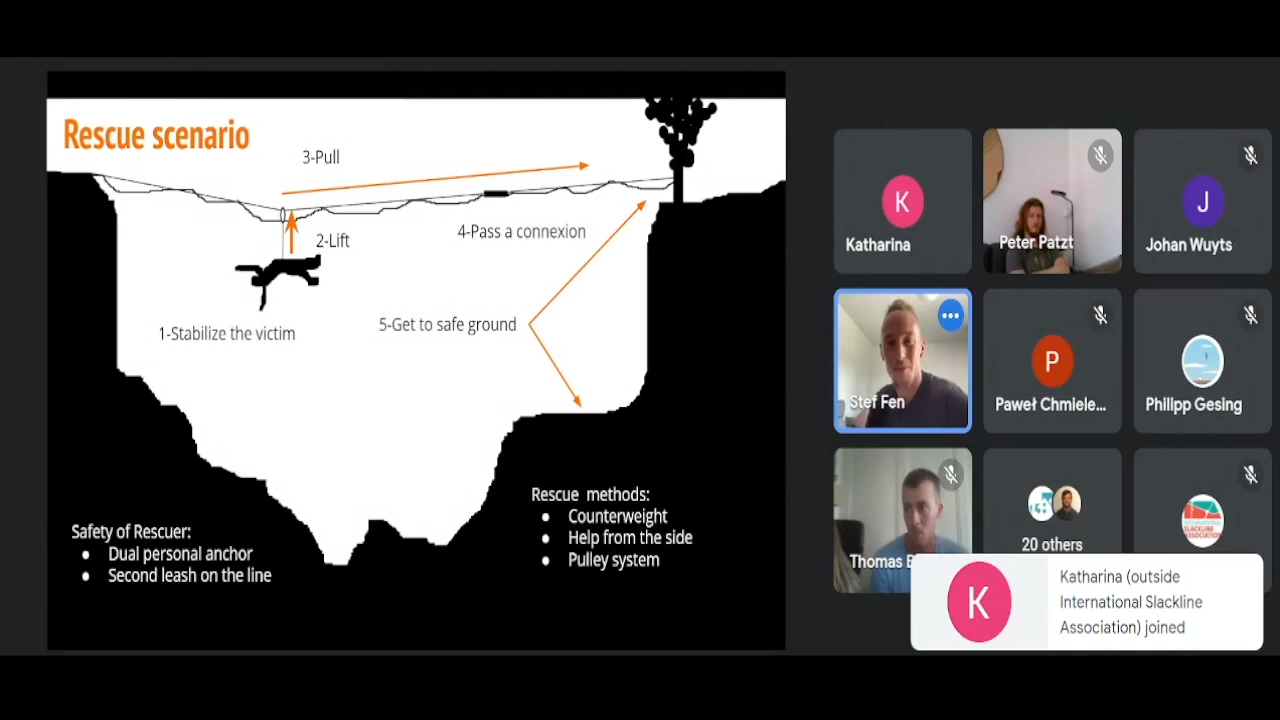 Rescue scenario
3-Pull
2-Lift
4-Pass a connexion
1-Stabilize the victim
5-Get to safe ground
Safety of Rescuer:
Dual personal anchor
Second leash on the line
Rescue methods:
Counterweight
Help from the side
Pulley system
K
Katharina
Peter Patzt
J
Johan Wuyts
Stef Fen
P
Paweł Chmiele...
Philipp Gesing
Thomas
20 others
INTERNATIONAL
SLACKLINE
ASSOCIATION
K
Katharina (outside
International Slackline
Association) joined